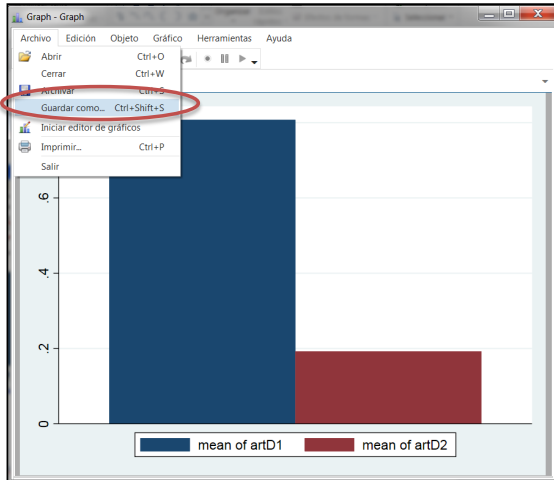 Graph - Graph
Archivo Edición Objeto Gráfico Herramientas Ayuda
Abrir Ctrl+O
Cerrar Ctrl+W
Archivar Ctrl+S
Guardar como... Ctrl+Shift+S
Iniciar editor de gráficos
Imprimir... Ctrl+P
Salir
.6
.4
.2
0
mean of artD1 mean of artD2